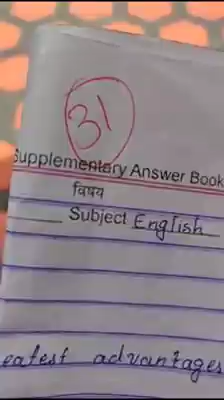 31
Supplementary Answer Book
विषय
Subject English
eatest advantages